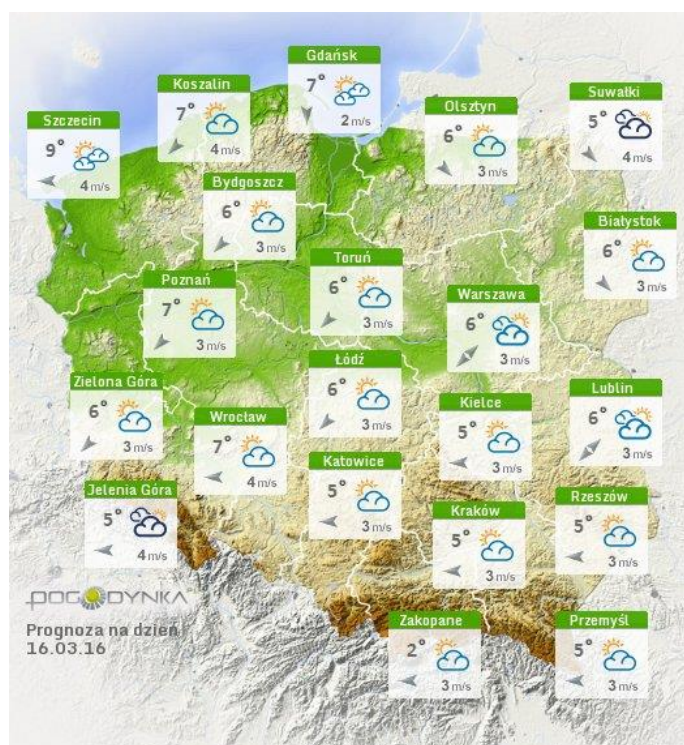 Gdańsk
7°
2 m/s
Koszalin
7°
4 m/s
Suwałki
5°
4 m/s
Olsztyn
6°
3 m/s
Szczecin
9°
4 m/s
Bydgoszcz
6°
3 m/s
Białystok
6°
3 m/s
Toruń
6°
3 m/s
Poznań
7°
3 m/s
Warszawa
6°
3 m/s
Łódź
6°
3 m/s
Zielona Góra
6°
3 m/s
Lublin
6°
3 m/s
Kielce
5°
3 m/s
Wrocław
7°
4 m/s
Katowice
5°
3 m/s
Jelenia Góra
5°
4 m/s
Rzeszów
5°
3 m/s
Kraków
5°
3 m/s
POGODYNKA
Prognoza na dzień
16.03.16
Zakopane
2°
3 m/s
Przemyśl
5°
3 m/s